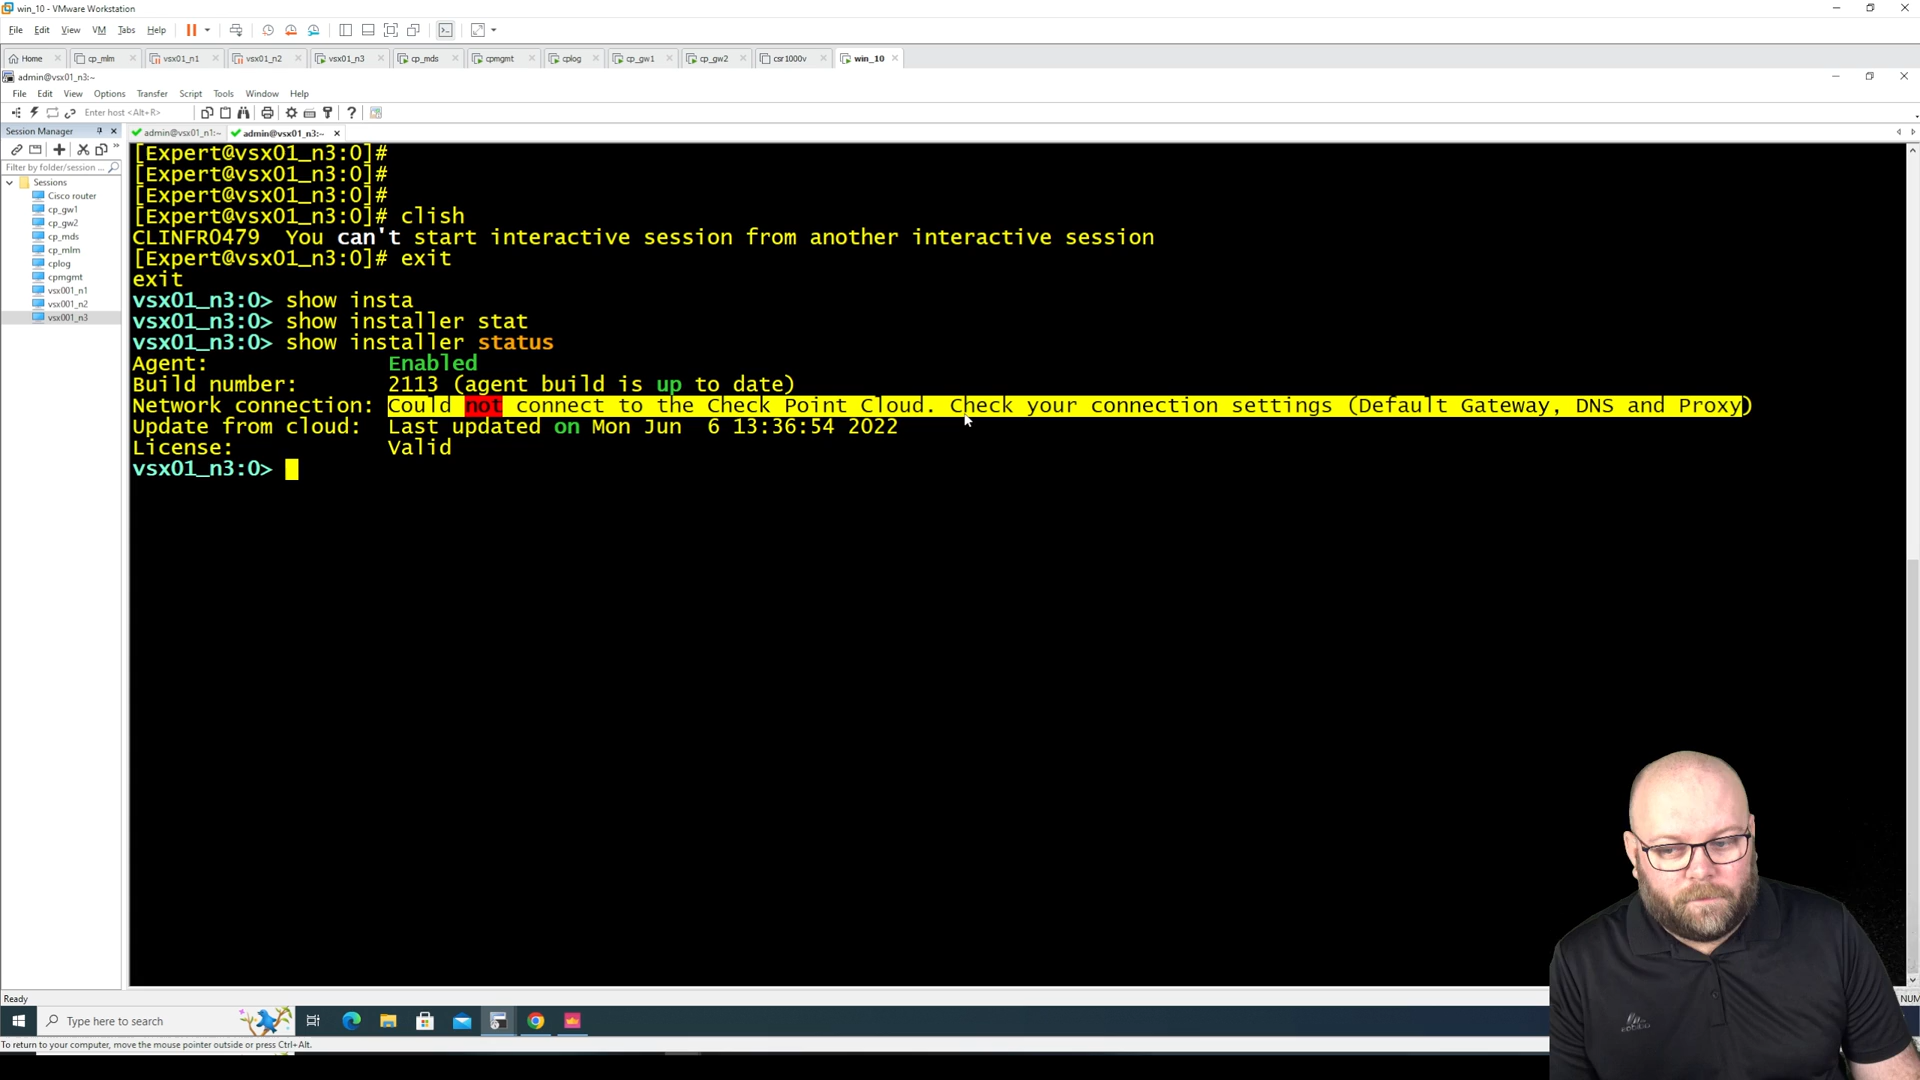 win_10 - VMware Workstation
File Edit View VM Tabs Help
Home cp_mlm vsx01_n1 vsx01_n2 vsx01_n3 cp_mds cpmgmt cplog cp_gw1 cp_gw2 csr1000v win_10
admin@vsx01_n3:~
File Edit View Options Transfer Script Tools Window Help
Enter host <Alt+R>
Session Manager
admin@vsx01_n1:~ admin@vsx01_n3:~
Filter by folder/session ...
Sessions
Cisco router
cp_gw1
cp_gw2
cp_mds
cp_mlm
cplog
cpmgmt
vsx001_n1
vsx001_n2
vsx001_n3
[Expert@vsx01_n3:0]#
[Expert@vsx01_n3:0]#
[Expert@vsx01_n3:0]#
[Expert@vsx01_n3:0]# clish
CLINFR0479  You can't start interactive session from another interactive session
[Expert@vsx01_n3:0]# exit
exit
vsx01_n3:0> show insta
vsx01_n3:0> show installer stat
vsx01_n3:0> show installer status
Agent: Enabled
Build number: 2113 (agent build is up to date)
Network connection: Could not connect to the Check Point Cloud. Check your connection settings (Default Gateway, DNS and Proxy)
Update from cloud: Last updated on Mon Jun  6 13:36:54 2022
License: Valid
vsx01_n3:0>
Ready
NUM
Type here to search
To return to your computer, move the mouse pointer outside or press Ctrl+Alt.